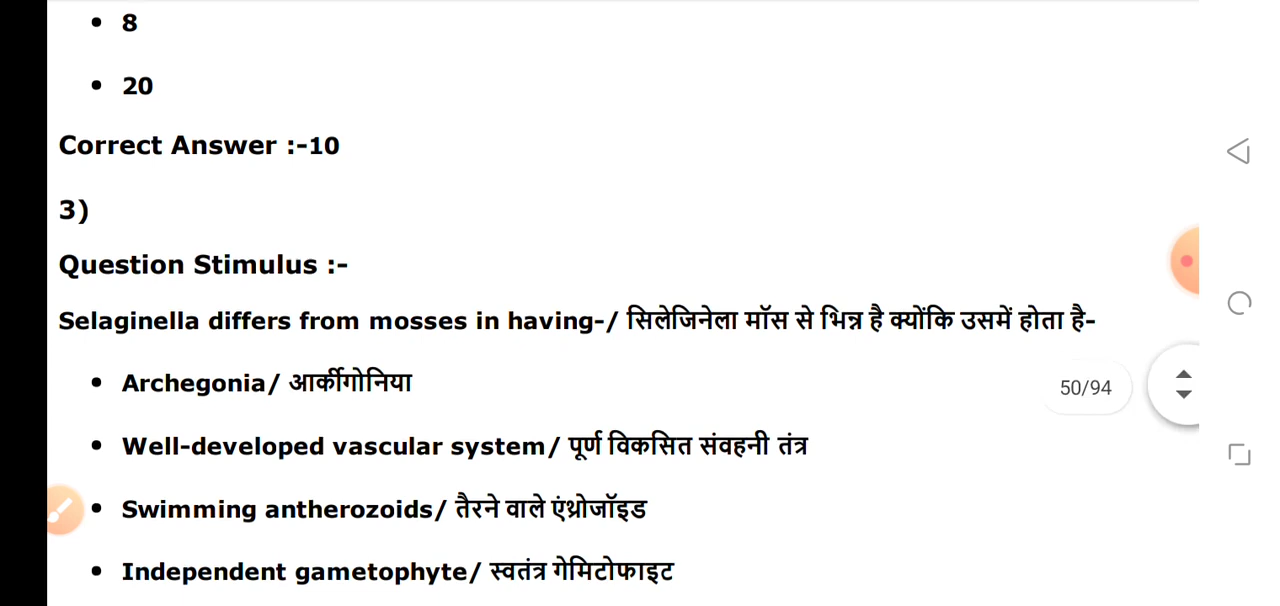 • 8
• 20
Correct Answer :-10
3)
Question Stimulus :-
Selaginella differs from mosses in having-/ सिलेजिनेला मॉस से भिन्न है क्योंकि उसमें होता है-
• Archegonia/ आर्कीगोनिया
50/94
• Well-developed vascular system/ पूर्ण विकसित संवहनी तंत्र
• Swimming antherozoids/ तैरने वाले एंथ्रोजॉइड
• Independent gametophyte/ स्वतंत्र गेमिटोफाइट